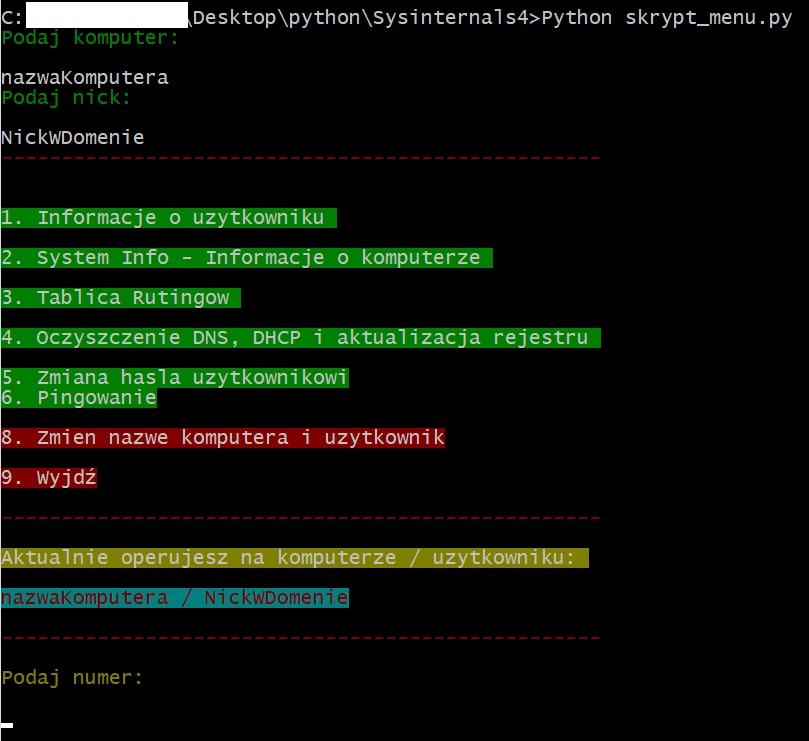 C:\Desktop\python\Sysinternals4>Python skrypt_menu.py
Podaj komputer:
nazwaKomputera
Podaj nick:
NickWDomenie
--------------------------------------------------
1. Informacje o uzytkowniku
2. System Info - Informacje o komputerze
3. Tablica Rutingow
4. Oczyszczenie DNS, DHCP i aktualizacja rejestru
5. Zmiana hasla uzytkownikowi
6. Pingowanie
8. Zmien nazwe komputera i uzytkownik
9. Wyjdź
--------------------------------------------------
Aktualnie operujesz na komputerze / uzytkowniku:
nazwaKomputera / NickWDomenie
--------------------------------------------------
Podaj numer: